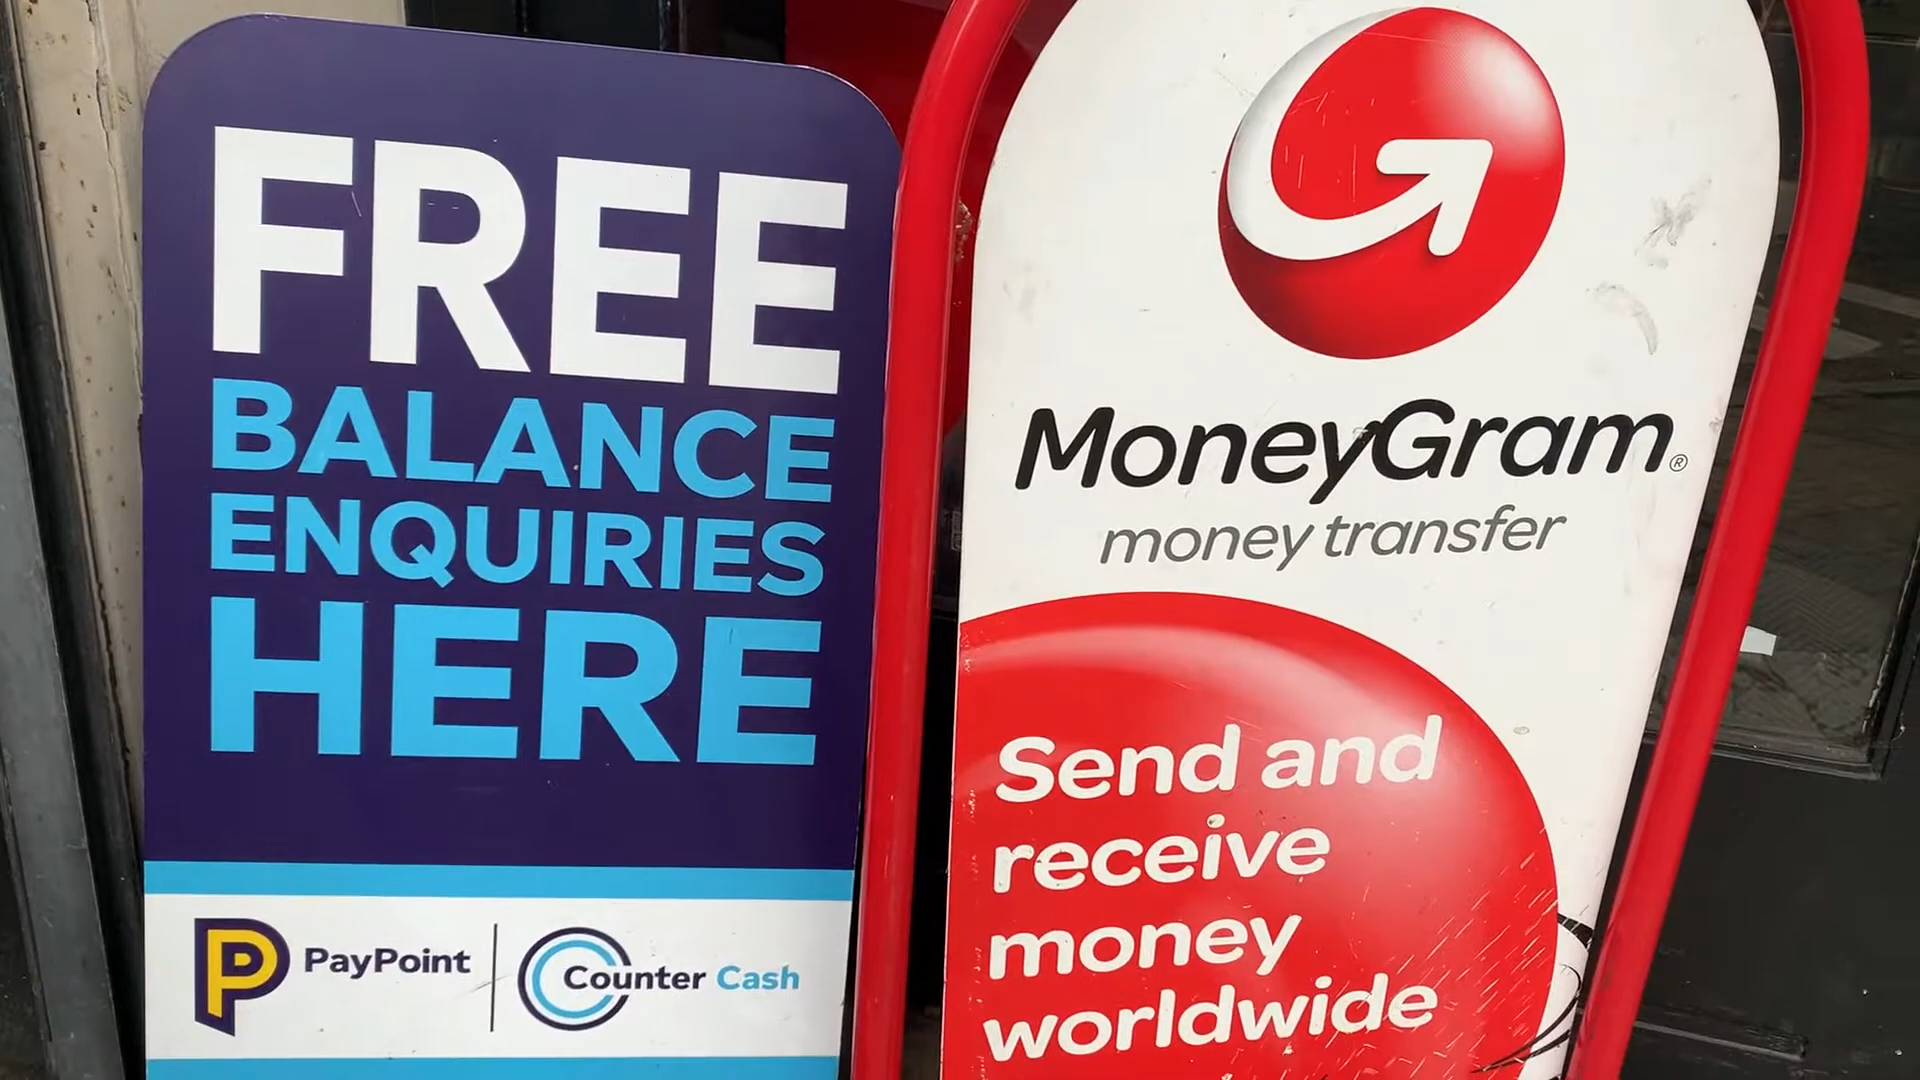 FREE
BALANCE
ENQUIRIES
HERE
PayPoint
Counter Cash
MoneyGram®
money transfer
Send and
receive
money
worldwide